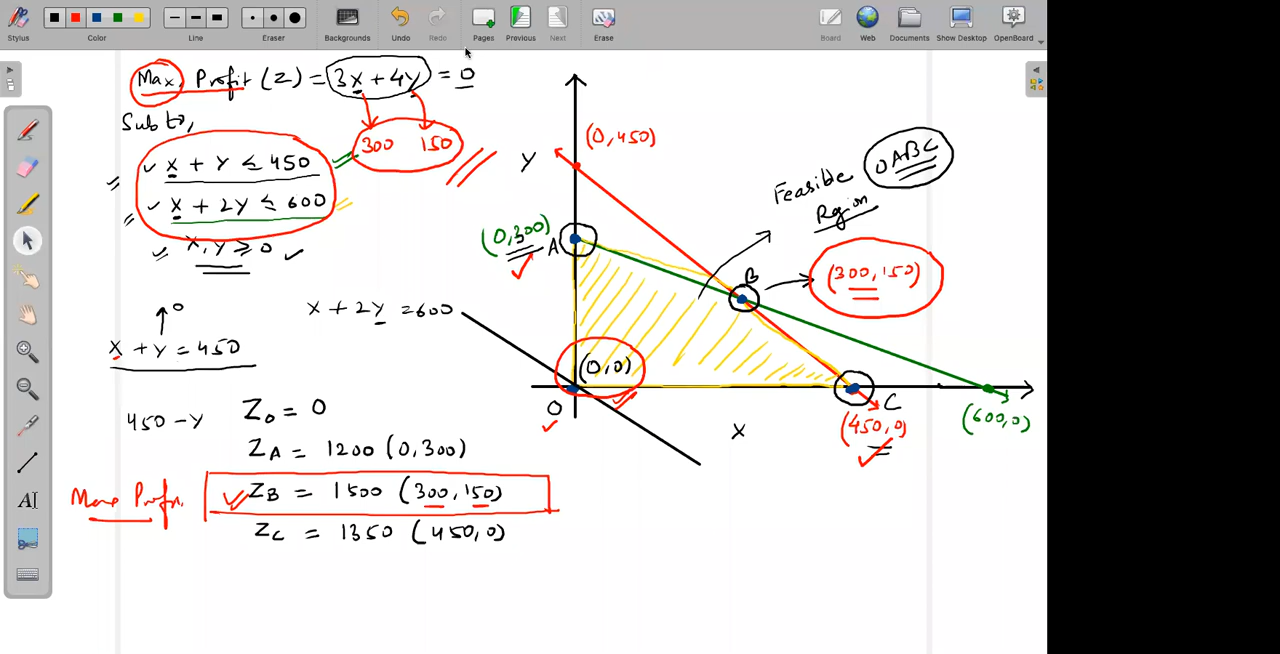 Stylus
Color
Line
Eraser
Backgrounds
Undo
Redo
Pages
Previous
Next
Erase
Board
Web
Documents
Show Desktop
OpenBoard
Max. Profit (Z) = 3x + 4y = 0
Sub to,
300 150
x + y ≤ 450
x + 2y ≤ 600
x, y ≥ 0
0
x + y = 450
450 - y
x + 2y = 600
Z₀ = 0
ZA = 1200 (0,300)
ZB = 1500 (300,150)
ZC = 1350 (450,0)
Y
(0,450)
(0,300)
A
B
(300,150)
Feasible
Region
OABC
(0,0)
O
X
C
(450,0)
(600,0)